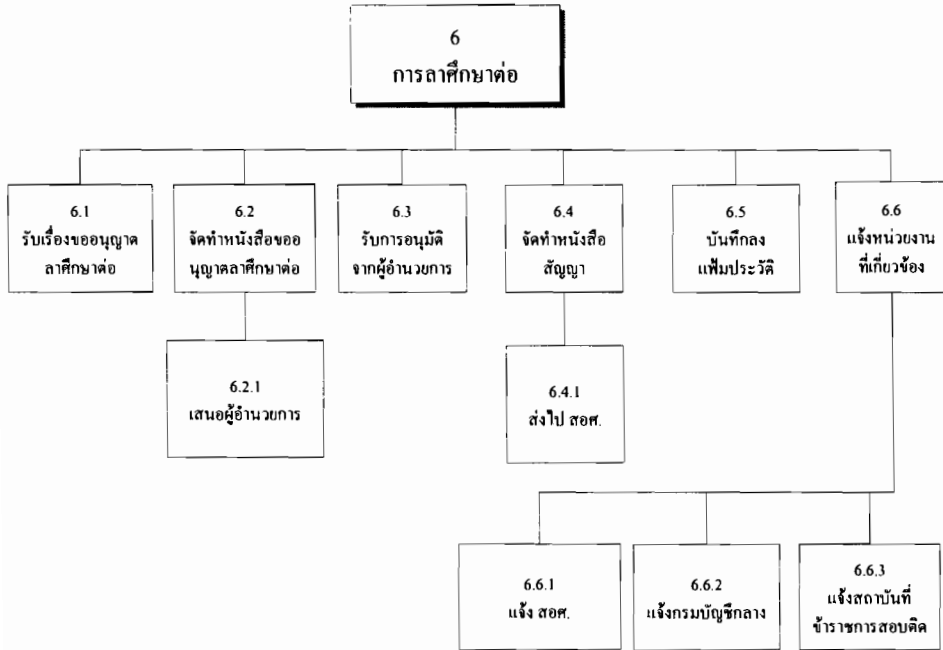 6
การลาศึกษาต่อ
6.1
รับเรื่องขออนุญาต
ลาศึกษาต่อ
6.2
จัดทำหนังสือขออ
นุญาตลาศึกษาต่อ
6.3
รับการอนุมัติ
จากผู้อำนวยการ
6.4
จัดทำหนังสือ
สัญญา
6.5
บันทึกลง
แฟ้มประวัติ
6.6
แจ้งหน่วยงาน
ที่เกี่ยวข้อง
6.2.1
เสนอผู้อำนวยการ
6.4.1
ส่งไป สอศ.
6.6.1
แจ้ง สอศ.
6.6.2
แจ้งกรมบัญชีกลาง
6.6.3
แจ้งสถาบันที่
ข้าราชการสอบติด